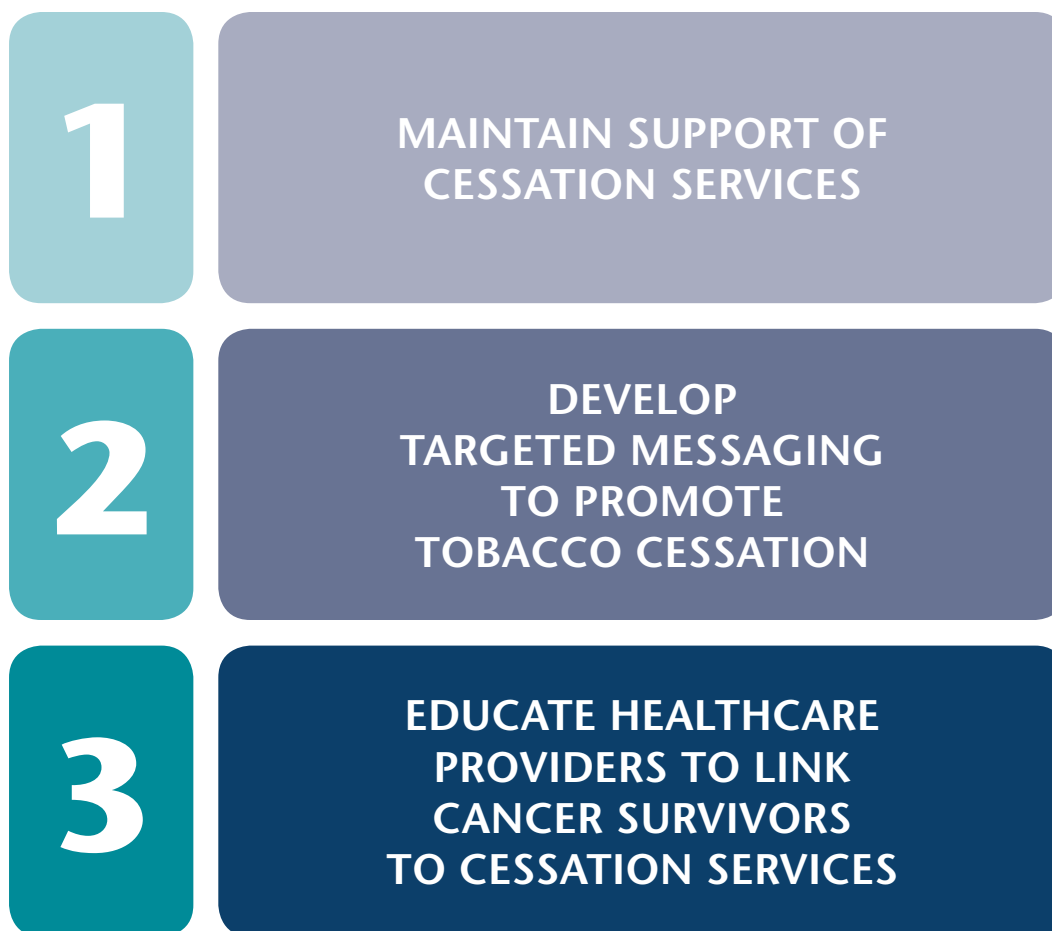 1
MAINTAIN SUPPORT OF
CESSATION SERVICES
2
DEVELOP
TARGETED MESSAGING
TO PROMOTE
TOBACCO CESSATION
3
EDUCATE HEALTHCARE
PROVIDERS TO LINK
CANCER SURVIVORS
TO CESSATION SERVICES